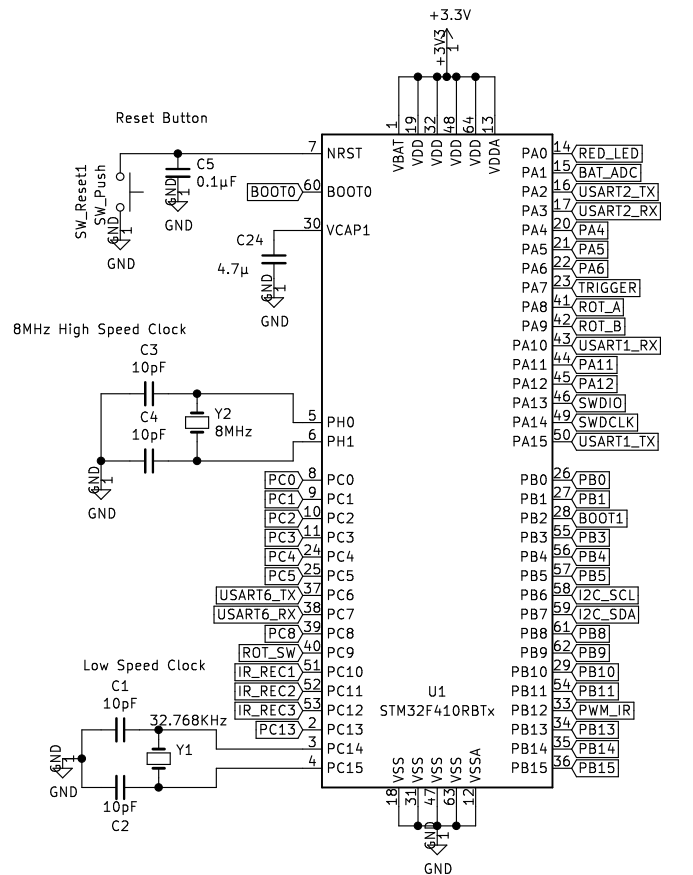 +3.3V
+3V3
1
Reset Button
1 19 32 48 64 13
VBAT VDD VDD VDD VDD VDDA
SW_Reset1
SW_Push
GND
1
GND
C5
0.1µF
GND
1
GND
7 NRST
BOOT0 60 BOOT0
30 VCAP1
C24
4.7µ
GND
1
GND
8MHz High Speed Clock
C3
10pF
C4
10pF
Y2
8MHz
GND
1
GND
5 PH0
6 PH1
PC0 8 PC0
PC1 9 PC1
PC2 10 PC2
PC3 11 PC3
PC4 24 PC4
PC5 25 PC5
USART6_TX 37 PC6
USART6_RX 38 PC7
PC8 39 PC8
ROT_SW 40 PC9
IR_REC1 51 PC10
IR_REC2 52 PC11
IR_REC3 53 PC12
PC13 2 PC13
3 PC14
4 PC15
Low Speed Clock
C1
10pF
32.768KHz
Y1
GND
1
GND
10pF
C2
PA0 14 RED_LED
PA1 15 BAT_ADC
PA2 16 USART2_TX
PA3 17 USART2_RX
PA4 20 PA4
PA5 21 PA5
PA6 22 PA6
PA7 23 TRIGGER
PA8 41 ROT_A
PA9 42 ROT_B
PA10 43 USART1_RX
PA11 44 PA11
PA12 45 PA12
PA13 46 SWDIO
PA14 49 SWDCLK
PA15 50 USART1_TX
PB0 26 PB0
PB1 27 PB1
PB2 28 BOOT1
PB3 55 PB3
PB4 56 PB4
PB5 57 PB5
PB6 58 I2C_SCL
PB7 59 I2C_SDA
PB8 61 PB8
PB9 62 PB9
PB10 29 PB10
PB11 54 PB11
PB12 33 PWM_IR
PB13 34 PB13
PB14 35 PB14
PB15 36 PB15
U1
STM32F410RBTx
VSS VSS VSS VSS VSSA
18 31 47 63 12
GND
1
GND